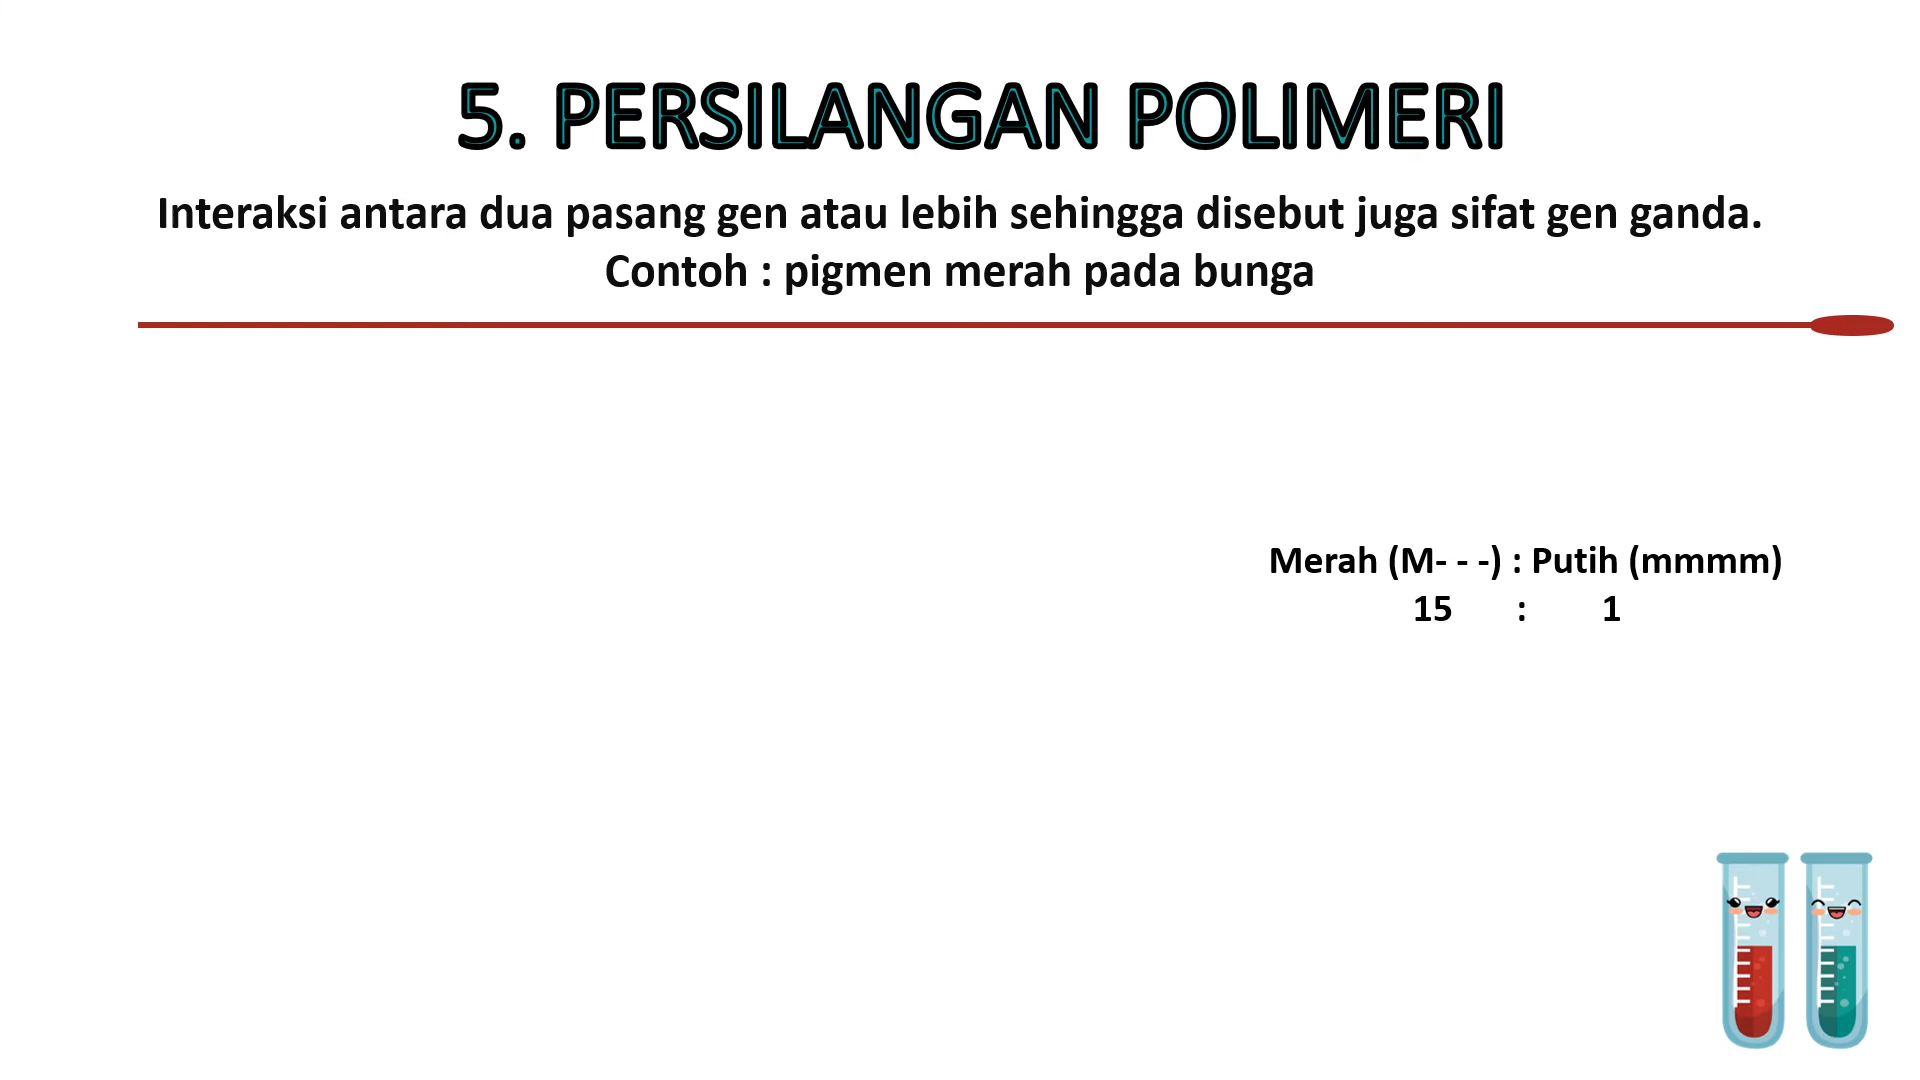 5. PERSILANGAN POLIMERI
Interaksi antara dua pasang gen atau lebih sehingga disebut juga sifat gen ganda.
Contoh : pigmen merah pada bunga
Merah (M- - -) : Putih (mmmm)
15 : 1